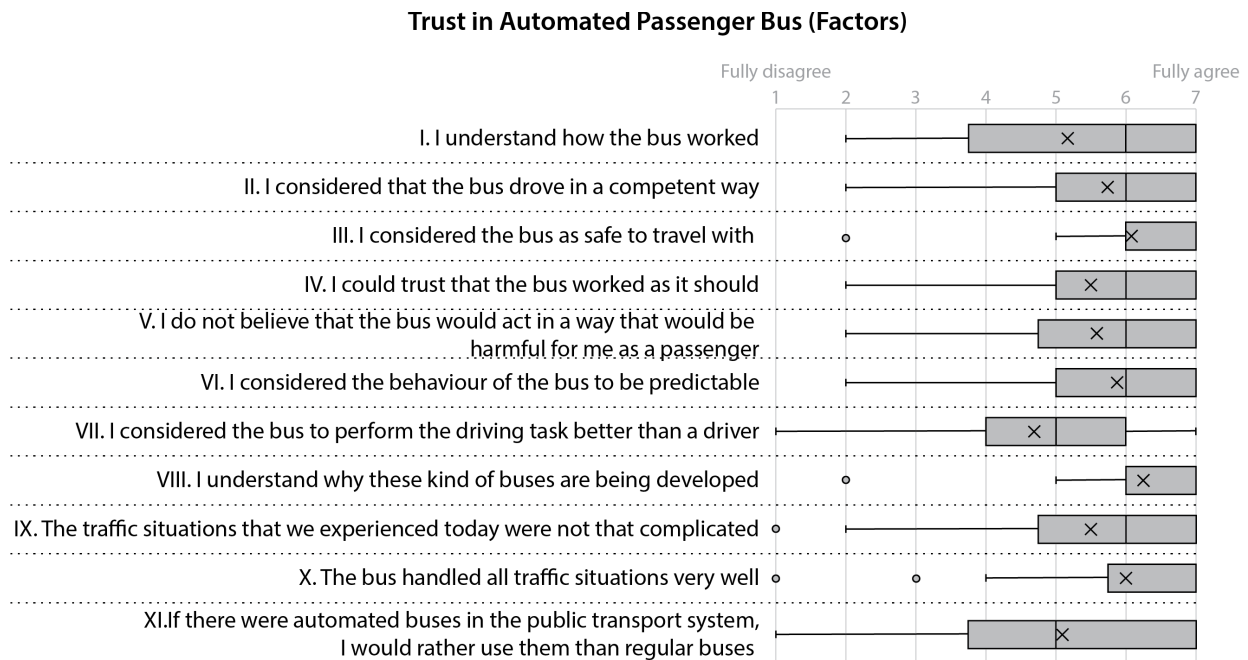 Trust in Automated Passenger Bus (Factors)
Fully disagree Fully agree
1 2 3 4 5 6 7
I. I understand how the bus worked
II. I considered that the bus drove in a competent way
III. I considered the bus as safe to travel with
IV. I could trust that the bus worked as it should
V. I do not believe that the bus would act in a way that would be
harmful for me as a passenger
VI. I considered the behaviour of the bus to be predictable
VII. I considered the bus to perform the driving task better than a driver
VIII. I understand why these kind of buses are being developed
IX. The traffic situations that we experienced today were not that complicated
X. The bus handled all traffic situations very well
XI.If there were automated buses in the public transport system,
I would rather use them than regular buses